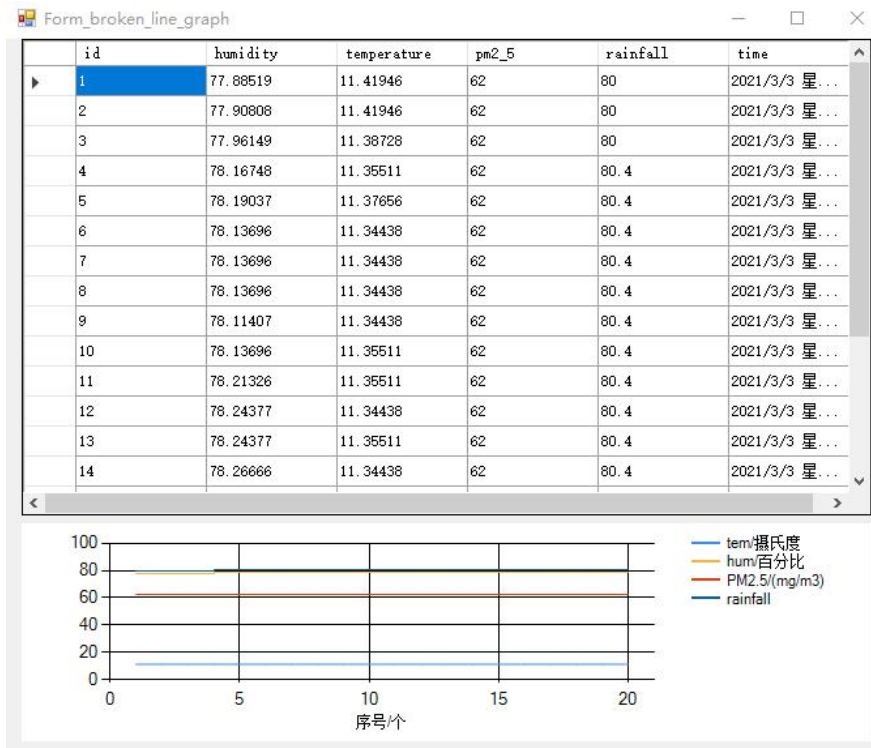 Form_broken_line_graph
id humidity temperature pm2_5 rainfall time
1 77.88519 11.41946 62 80 2021/3/3 星...
2 77.90808 11.41946 62 80 2021/3/3 星...
3 77.96149 11.38728 62 80 2021/3/3 星...
4 78.16748 11.35511 62 80.4 2021/3/3 星...
5 78.19037 11.37656 62 80.4 2021/3/3 星...
6 78.13696 11.34438 62 80.4 2021/3/3 星...
7 78.13696 11.34438 62 80.4 2021/3/3 星...
8 78.13696 11.34438 62 80.4 2021/3/3 星...
9 78.11407 11.34438 62 80.4 2021/3/3 星...
10 78.13696 11.35511 62 80.4 2021/3/3 星...
11 78.21326 11.35511 62 80.4 2021/3/3 星...
12 78.24377 11.34438 62 80.4 2021/3/3 星...
13 78.24377 11.35511 62 80.4 2021/3/3 星...
14 78.26666 11.34438 62 80.4 2021/3/3 星...
100
80
60
40
20
0
0 5 10 15 20
序号/个
tem/摄氏度
hum/百分比
PM2.5/(mg/m3)
rainfall